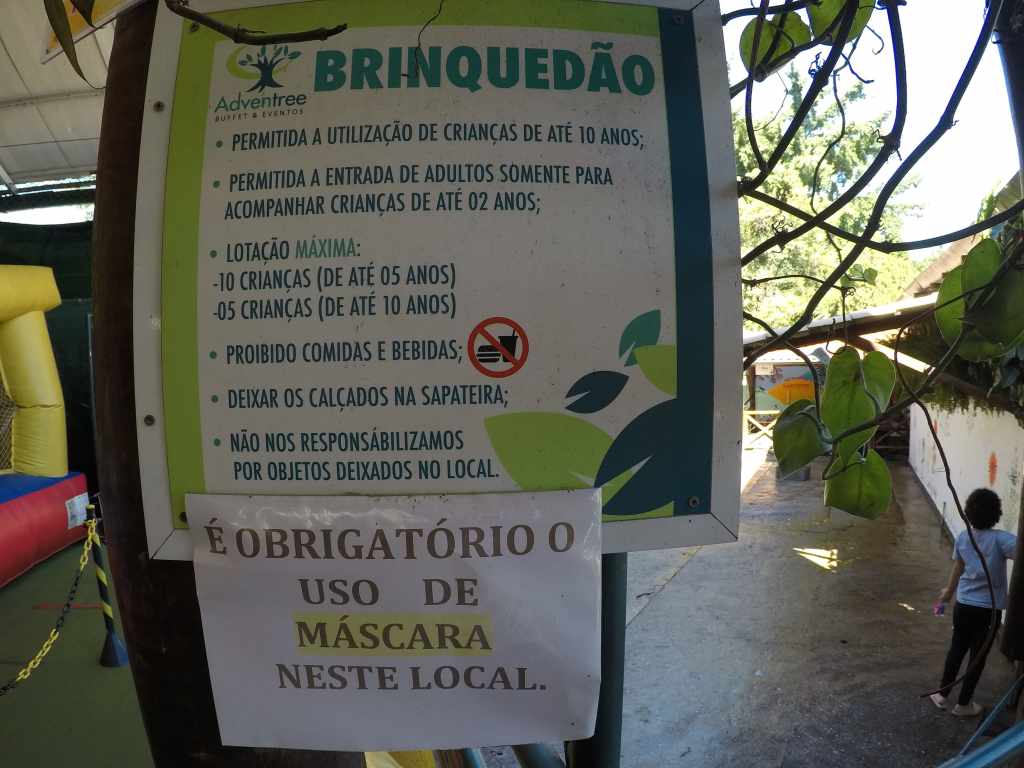 Adventree
BUFFET & EVENTOS
BRINQUEDÃO
• PERMITIDA A UTILIZAÇÃO DE CRIANÇAS DE ATÉ 10 ANOS;
• PERMITIDA A ENTRADA DE ADULTOS SOMENTE PARA
ACOMPANHAR CRIANÇAS DE ATÉ 02 ANOS;
• LOTAÇÃO MÁXIMA:
-10 CRIANÇAS (DE ATÉ 05 ANOS)
-05 CRIANÇAS (DE ATÉ 10 ANOS)
• PROIBIDO COMIDAS E BEBIDAS;
• DEIXAR OS CALÇADOS NA SAPATEIRA;
• NÃO NOS RESPONSÁBILIZAMOS
POR OBJETOS DEIXADOS NO LOCAL.
É OBRIGATÓRIO O
USO DE
MÁSCARA
NESTE LOCAL.